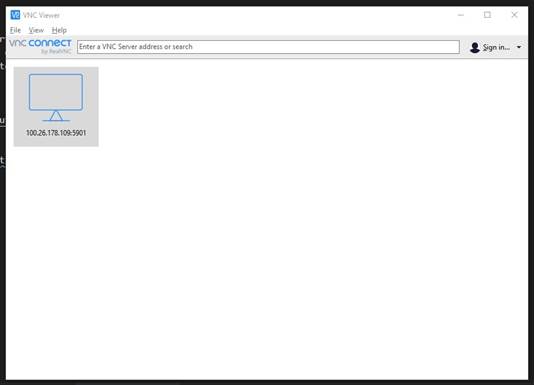 VNC Viewer
File View Help
vnc connect
by RealVNC
Enter a VNC Server address or search
Sign in...
100.26.178.109:5901